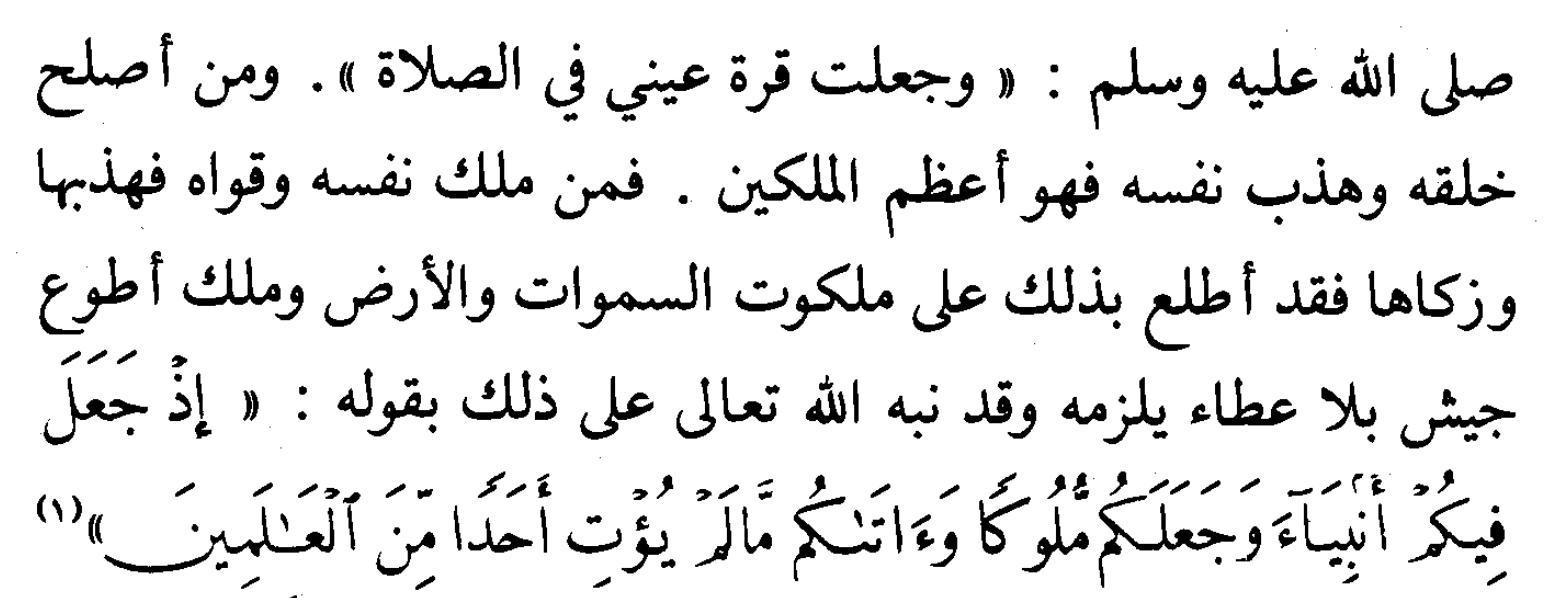 صلى الله عليه وسلم : « وجعلت قرة عيني في الصلاة » . ومن أصلح
خلقه وهذب نفسه فهو أعظم الملكين . فمن ملك نفسه وقواه فهذبها
وزكاها فقد أطلع بذلك على ملكوت السموات والأرض وملك أطوع
جيش بلا عطاء يلزمه وقد نبه الله تعالى على ذلك بقوله : « إِذْ جَعَلَ
فِيكُمْ أَنۢبِيَآءَ وَجَعَلَكُم مُّلُوكًا وَءَاتَىٰكُم مَّا لَمْ يُؤْتِ أَحَدًا مِّنَ ٱلْعَـٰلَمِينَ »(١)